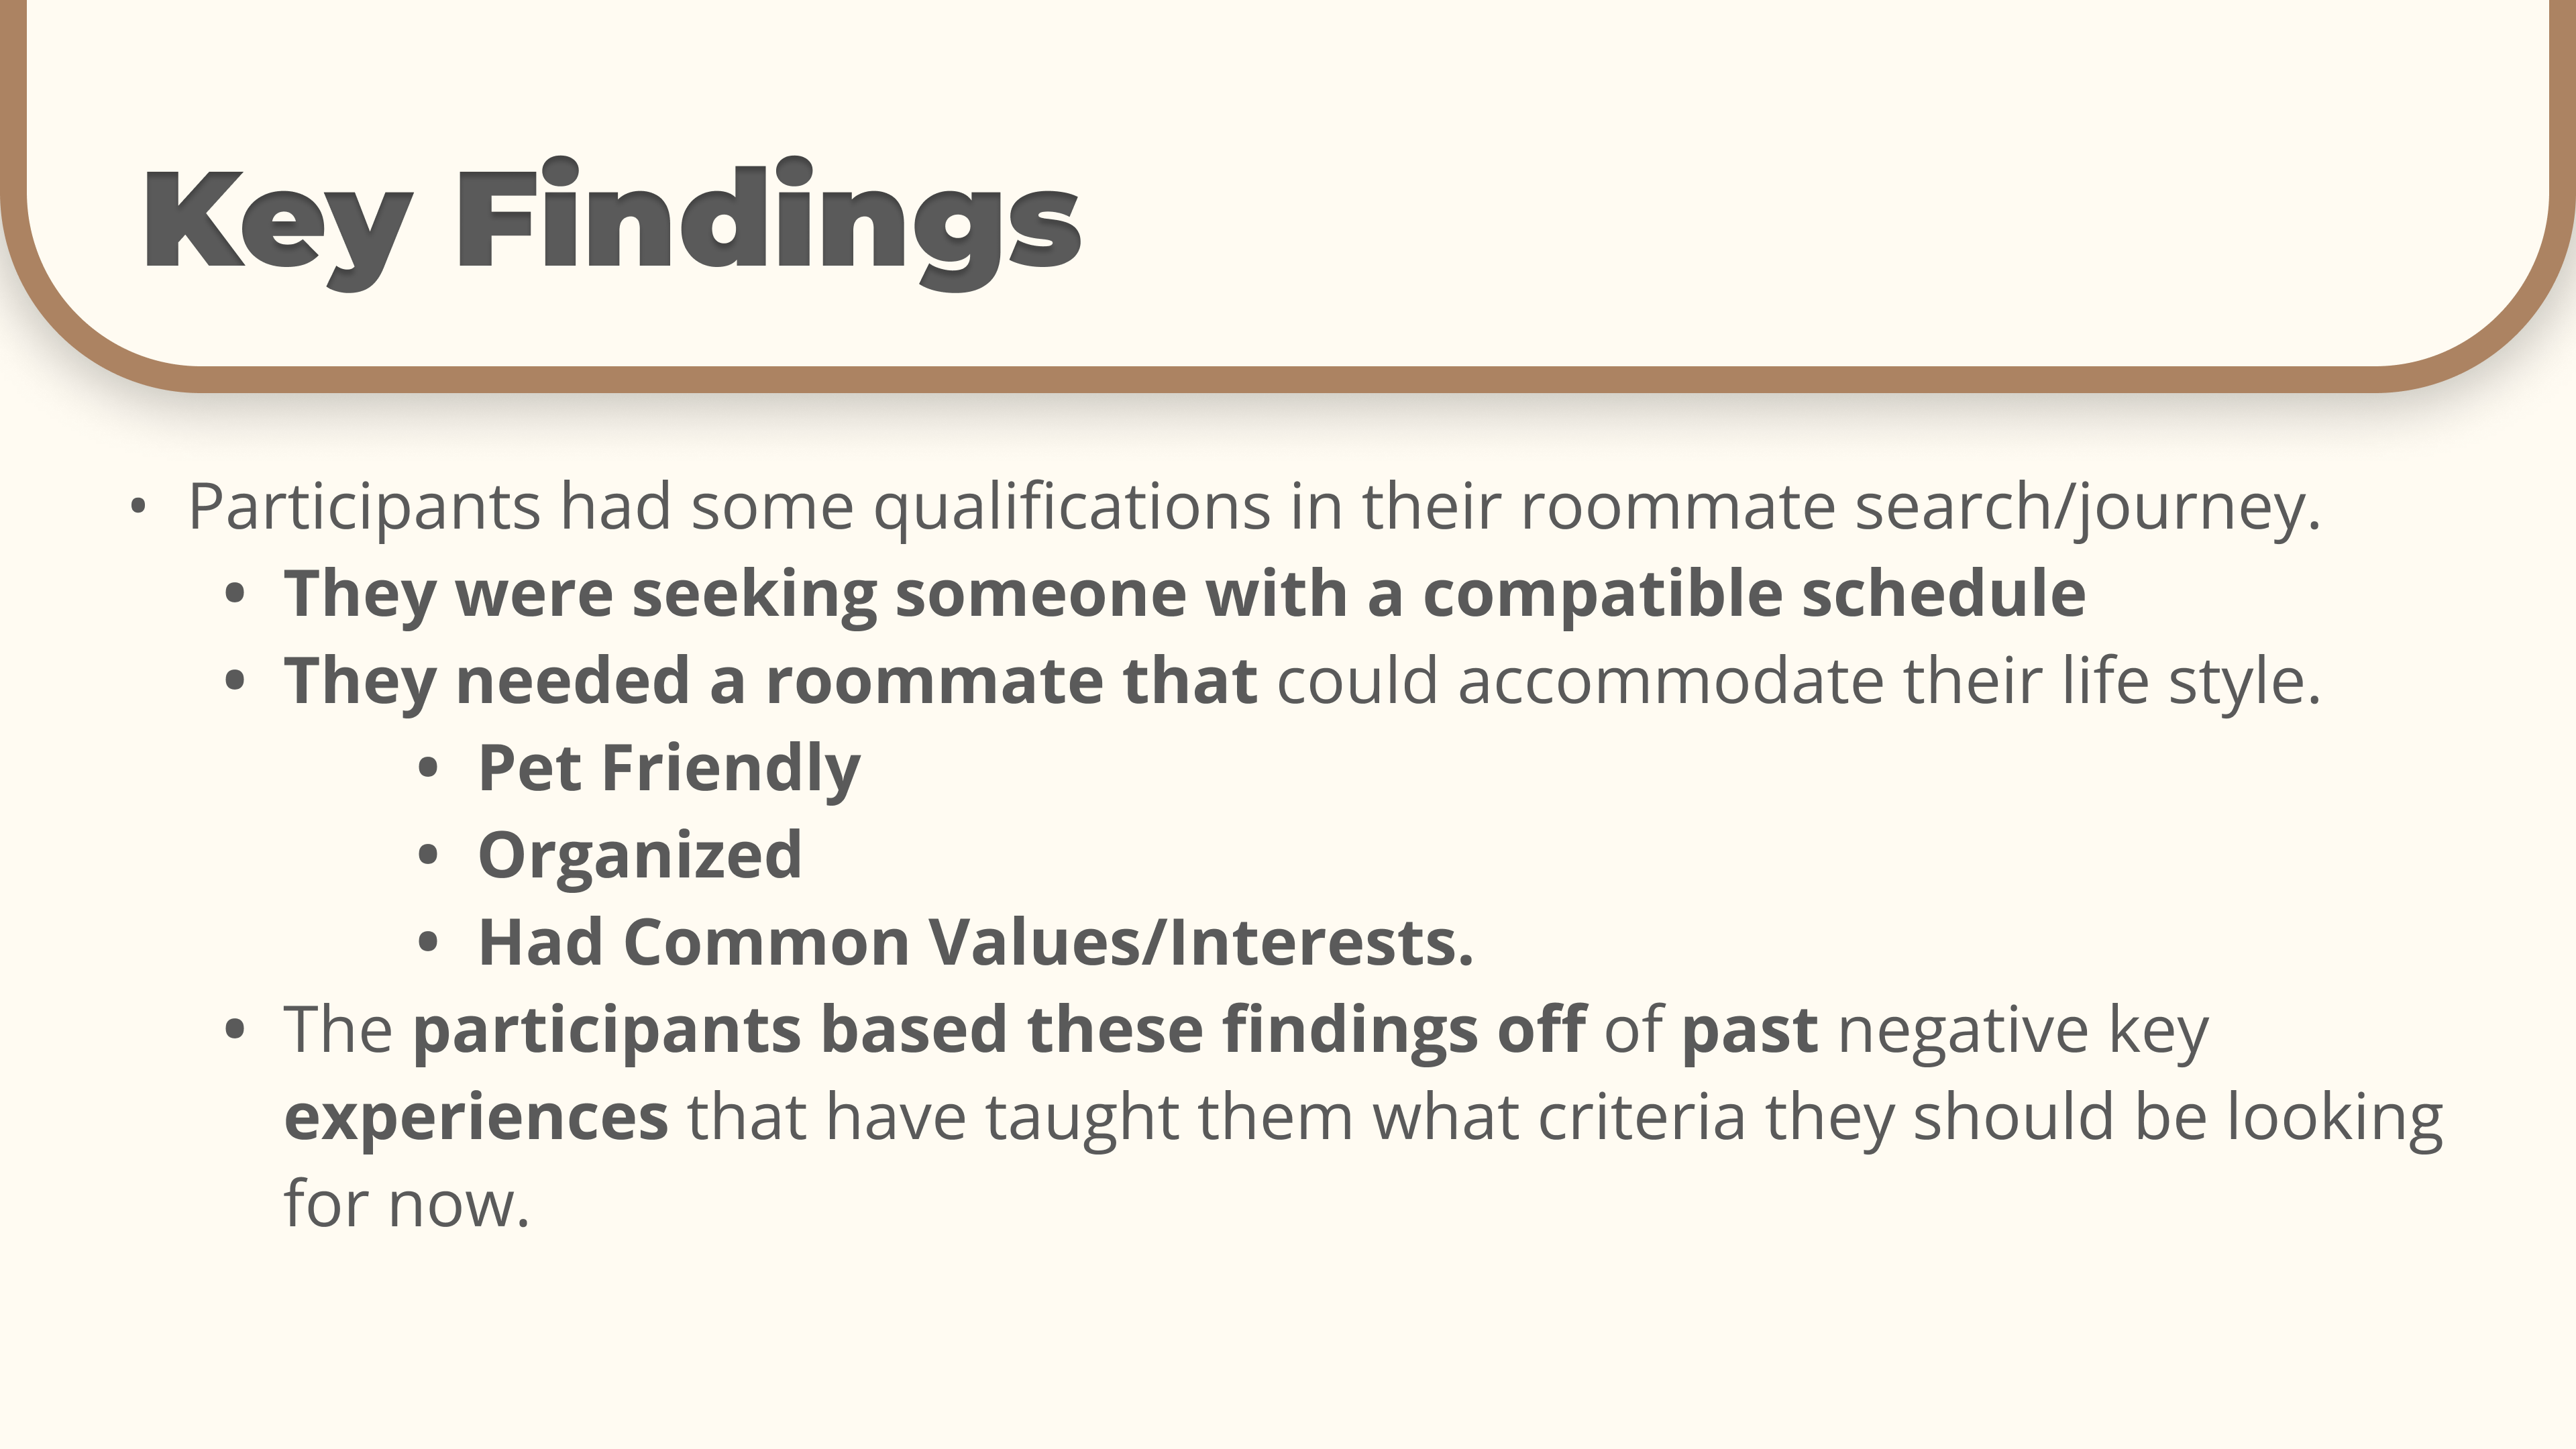 Key Findings
• Participants had some qualifications in their roommate search/journey.
• They were seeking someone with a compatible schedule
• They needed a roommate that could accommodate their life style.
• Pet Friendly
• Organized
• Had Common Values/Interests.
• The participants based these findings off of past negative key
experiences that have taught them what criteria they should be looking
for now.